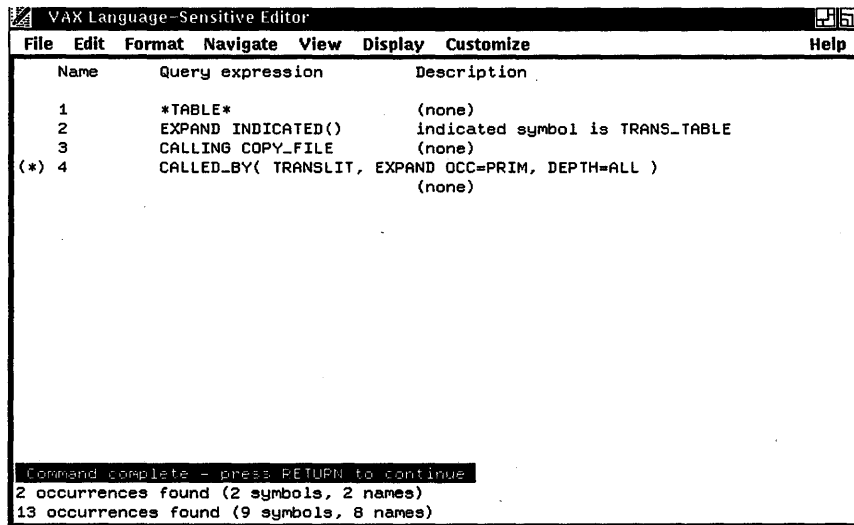 VAX Language-Sensitive Editor
File Edit Format Navigate View Display Customize Help
Name Query expression Description
1 *TABLE* (none)
2 EXPAND INDICATED() indicated symbol is TRANS_TABLE
3 CALLING COPY_FILE (none)
(*) 4 CALLED_BY( TRANSLIT, EXPAND OCC=PRIM, DEPTH=ALL )
(none)
Command complete - press RETURN to continue
2 occurrences found (2 symbols, 2 names)
13 occurrences found (9 symbols, 8 names)